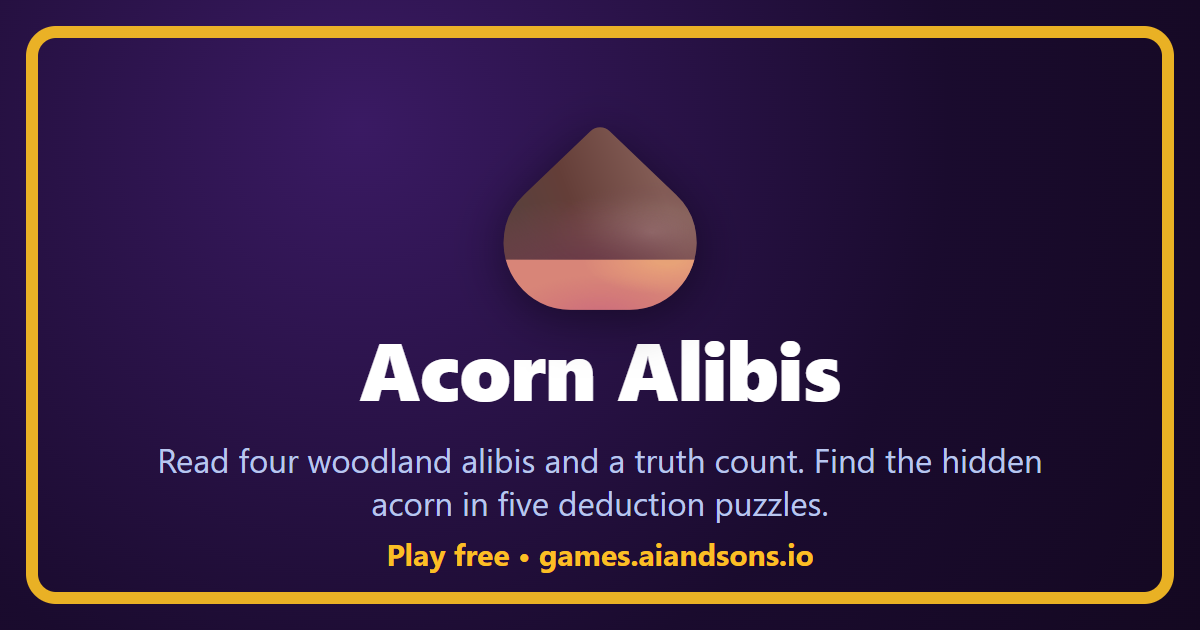 Acorn Alibis
Read four woodland alibis and a truth count. Find the hidden
acorn in five deduction puzzles.
Play free • games.aiandsons.io